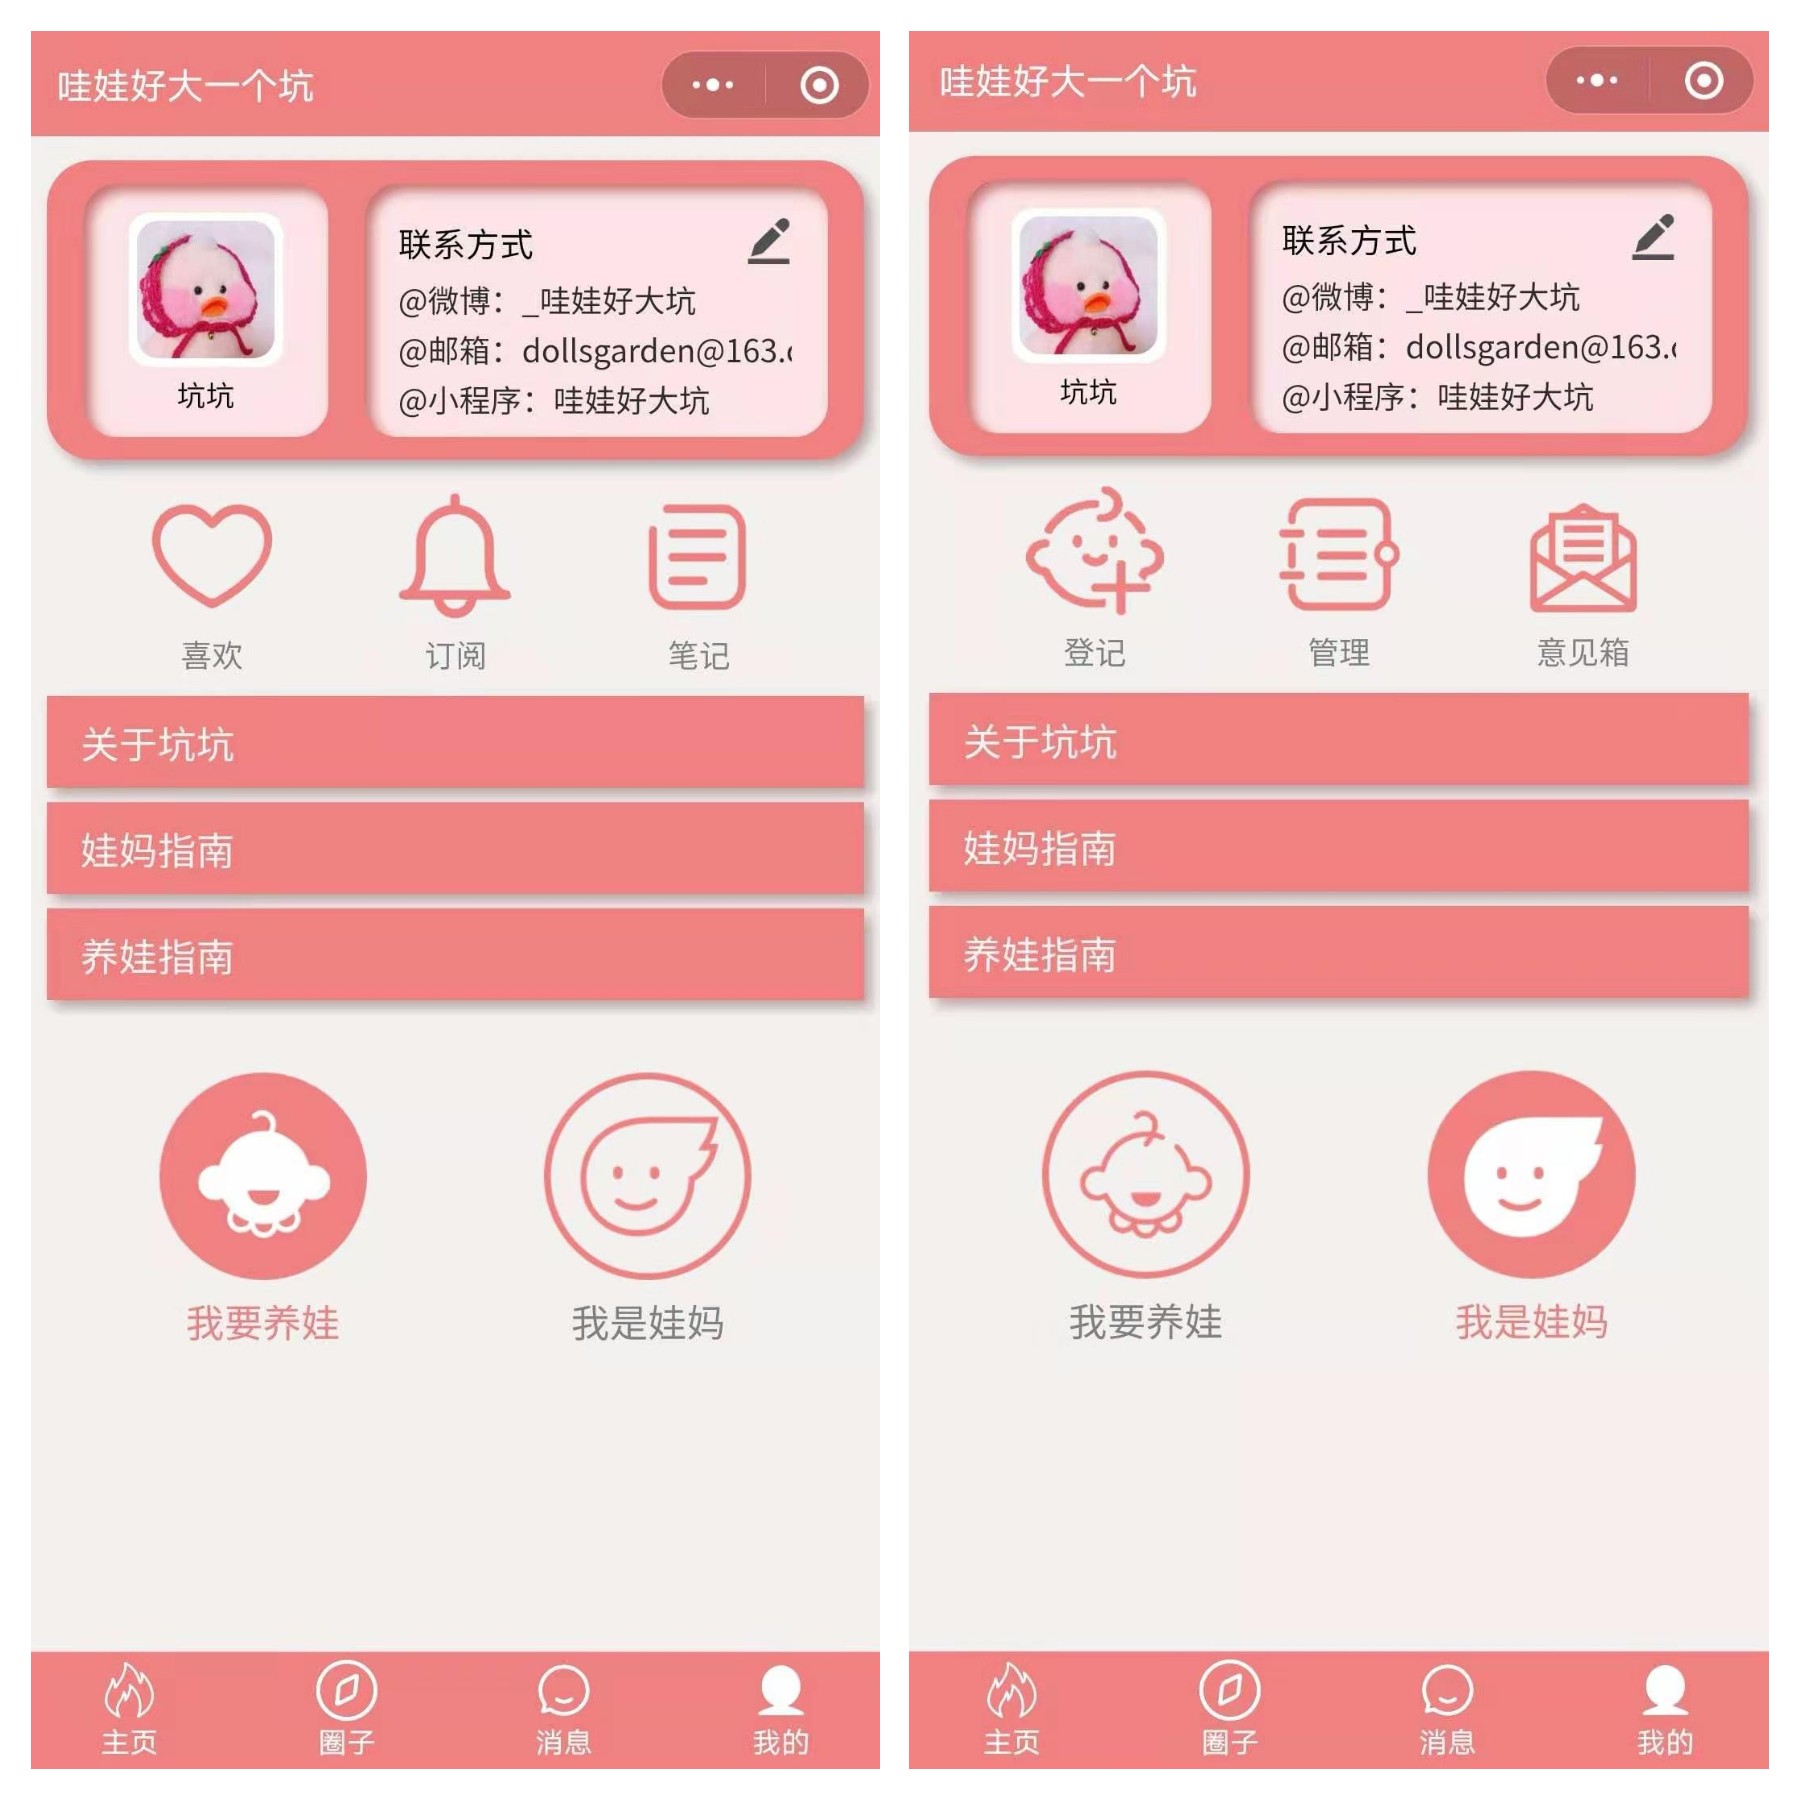 哇娃好大一个坑
坑坑
联系方式
@微博：_哇娃好大坑
@邮箱：dollsgarden@163.
@小程序：哇娃好大坑
喜欢
订阅
笔记
关于坑坑
娃妈指南
养娃指南
我要养娃
我是娃妈
主页
圈子
消息
我的
哇娃好大一个坑
坑坑
联系方式
@微博：_哇娃好大坑
@邮箱：dollsgarden@163.
@小程序：哇娃好大坑
登记
管理
意见箱
关于坑坑
娃妈指南
养娃指南
我要养娃
我是娃妈
主页
圈子
消息
我的